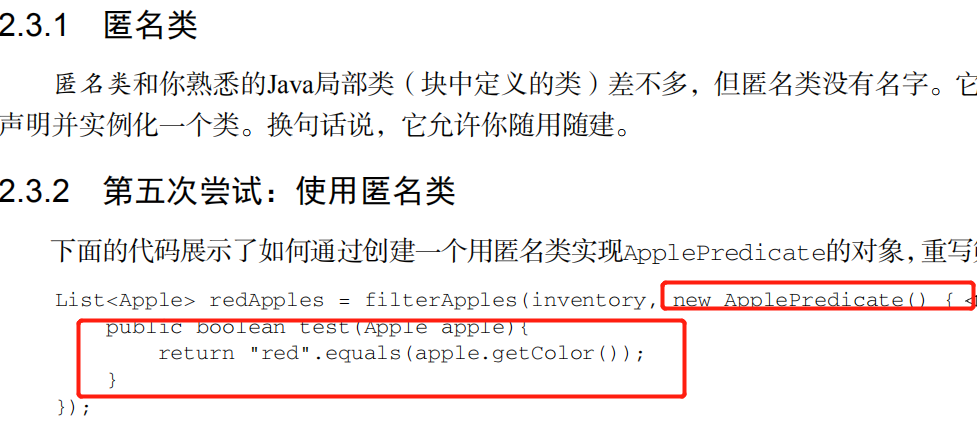 2.3.1 匿名类
匿名类和你熟悉的Java局部类（块中定义的类）差不多，但匿名类没有名字。它
声明并实例化一个类。换句话说，它允许你随用随建。
2.3.2 第五次尝试：使用匿名类
下面的代码展示了如何通过创建一个用匿名类实现ApplePredicate的对象，重写
List<Apple> redApples = filterApples(inventory, new ApplePredicate() { <
public boolean test(Apple apple){
return "red".equals(apple.getColor());
}
});